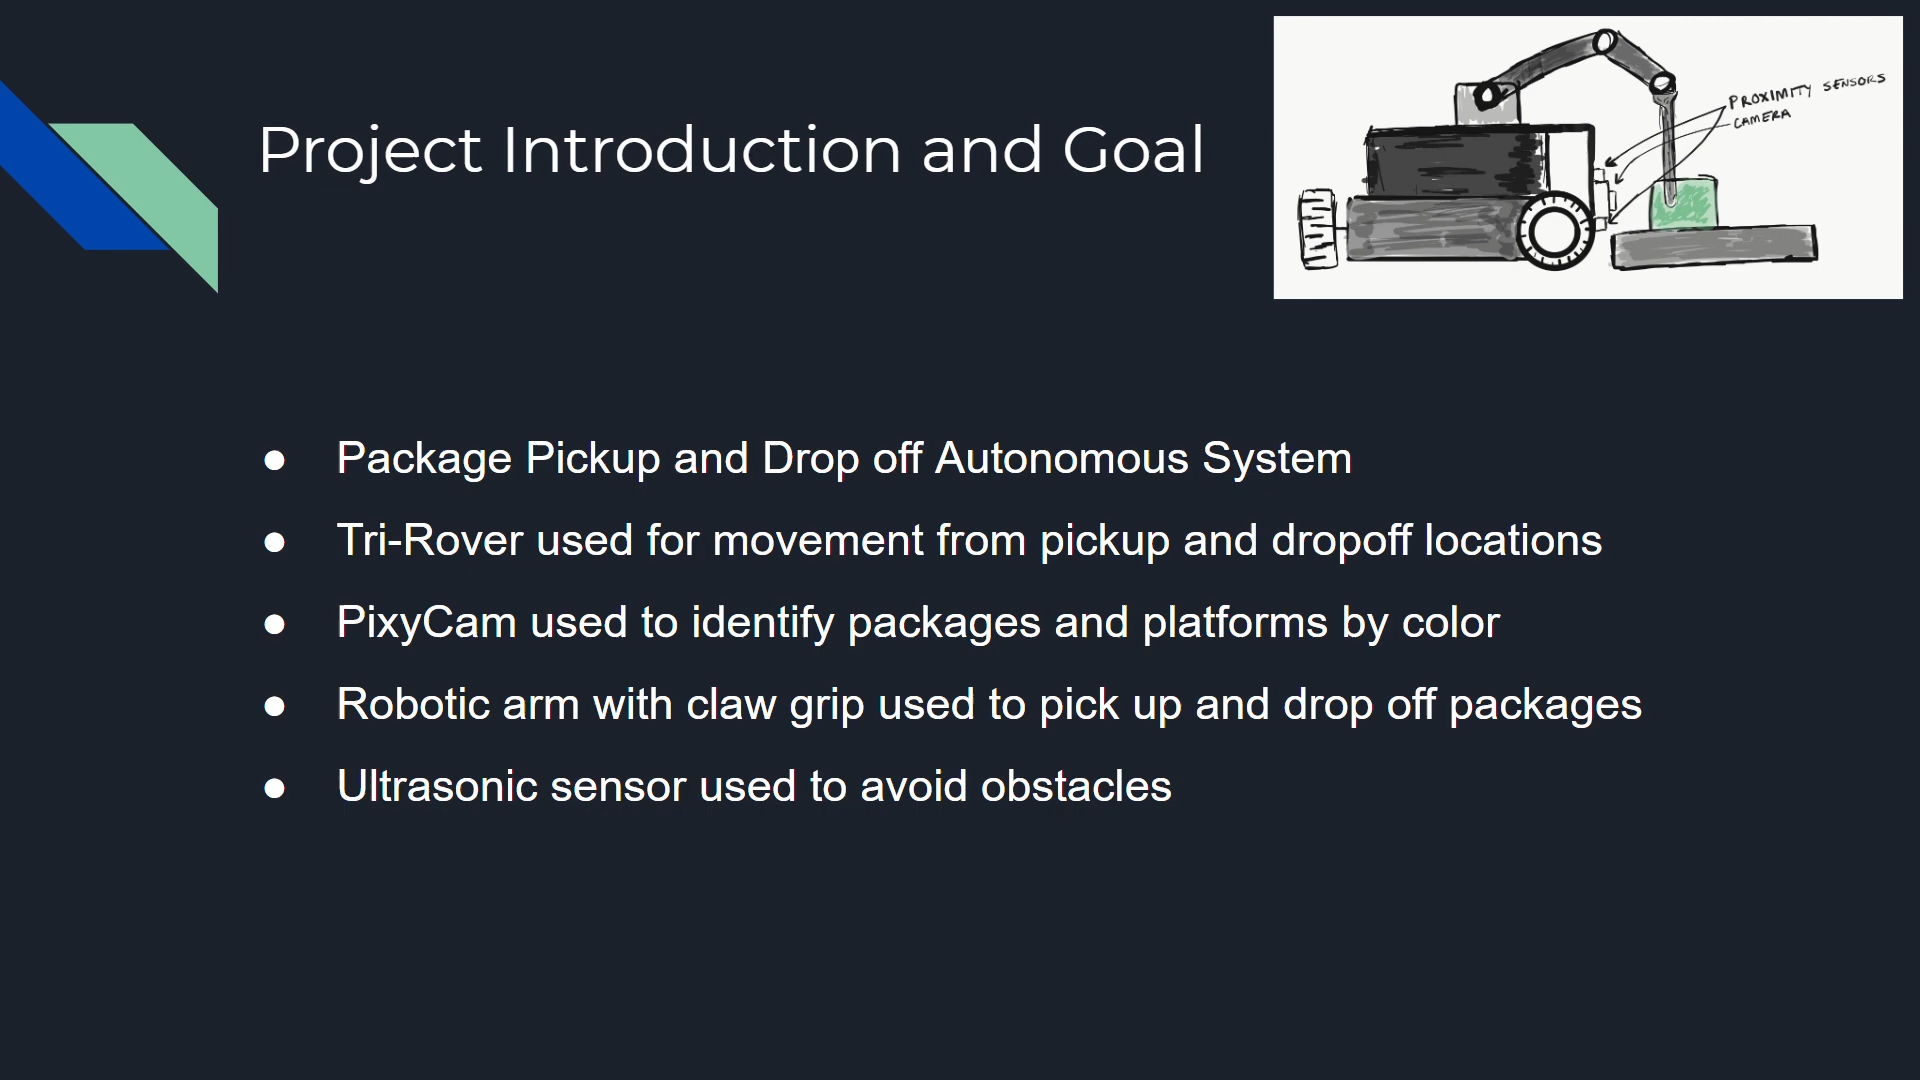 Project Introduction and Goal
PROXIMITY SENSORS
CAMERA
● Package Pickup and Drop off Autonomous System
● Tri-Rover used for movement from pickup and dropoff locations
● PixyCam used to identify packages and platforms by color
● Robotic arm with claw grip used to pick up and drop off packages
● Ultrasonic sensor used to avoid obstacles